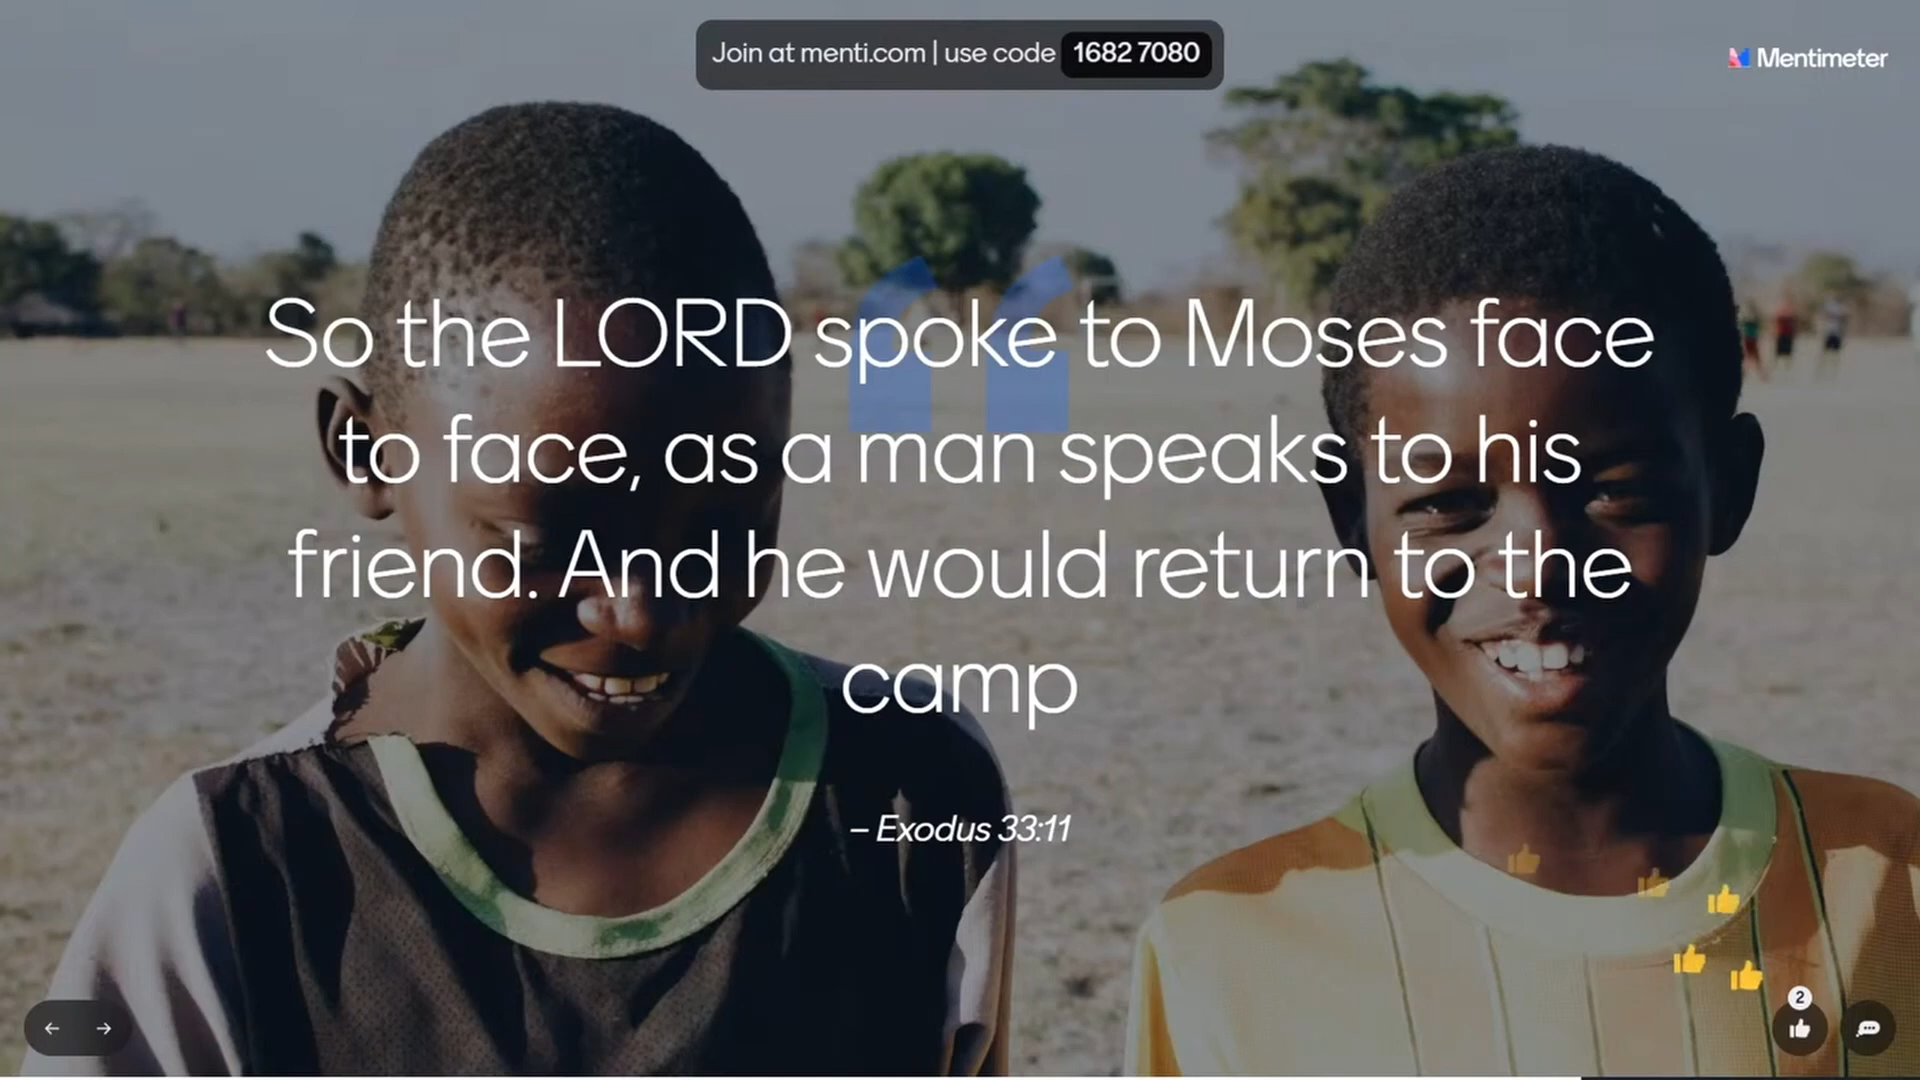 Join at menti.com | use code 1682 7080
Mentimeter
So the LORD spoke to Moses face
to face, as a man speaks to his
friend. And he would return to the
camp
– Exodus 33:11
2